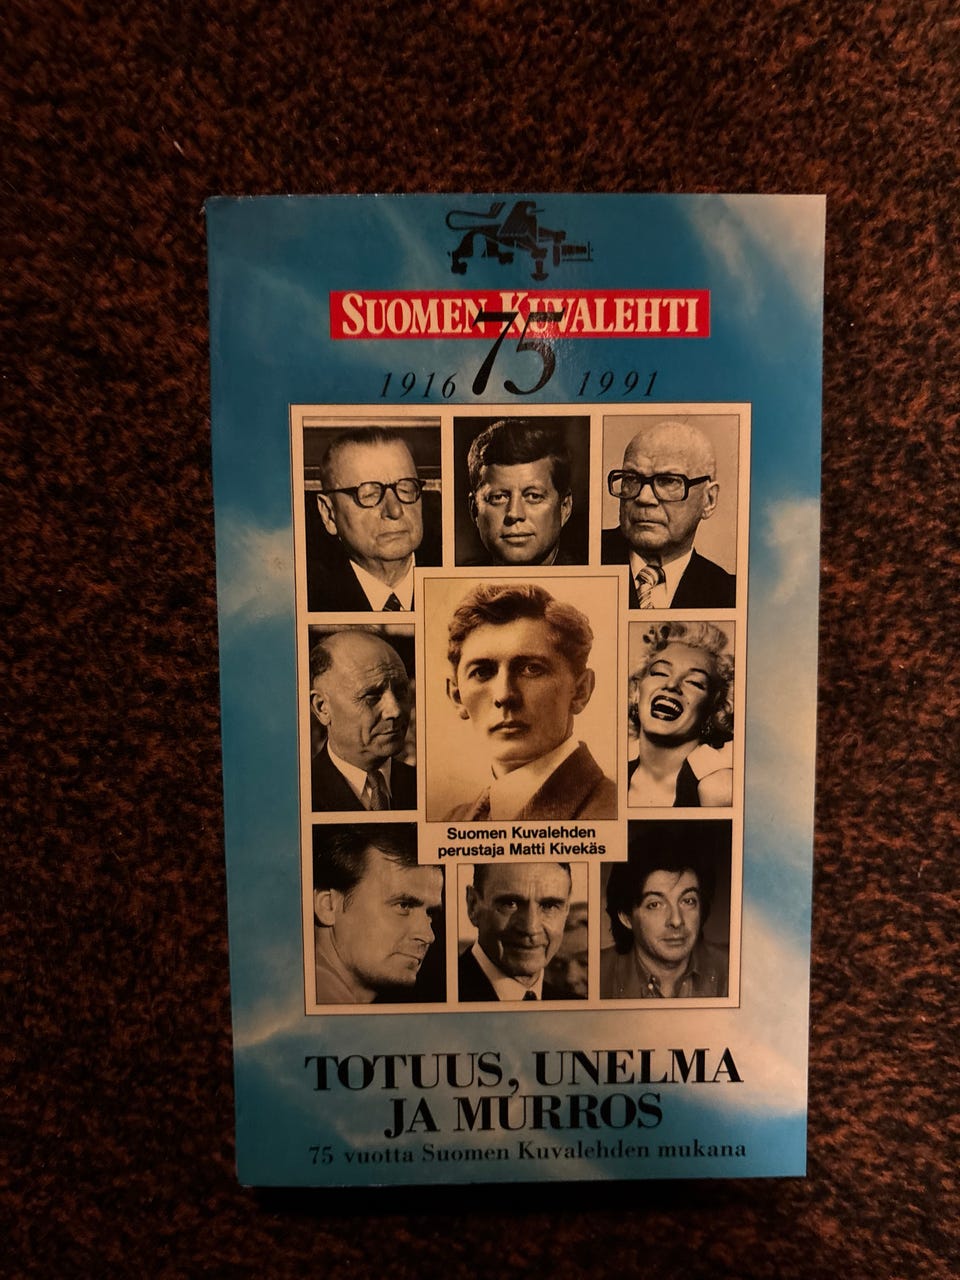 SUOMEN KUVALEHTI
75
1916 1991
Suomen Kuvalehden
perustaja Matti Kivekäs
TOTUUS, UNELMA
JA MURROS
75 vuotta Suomen Kuvalehden mukana